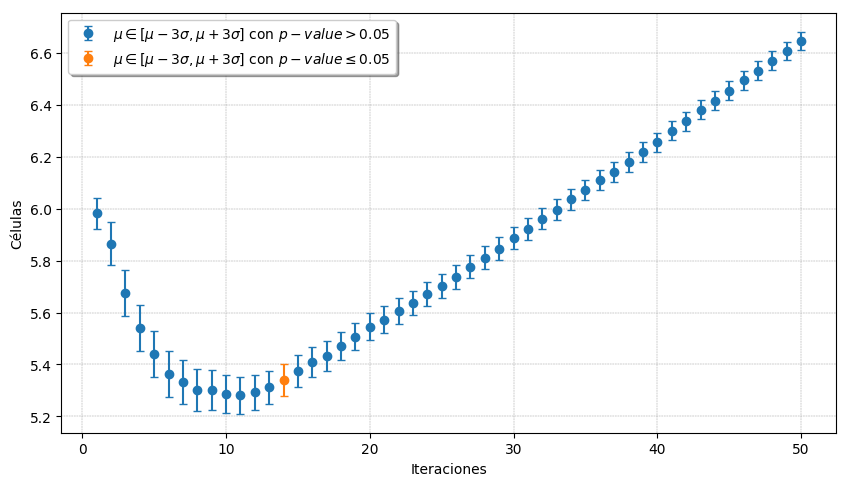 μ ∈ [μ − 3σ, μ + 3σ] con p − value > 0.05
μ ∈ [μ − 3σ, μ + 3σ] con p − value ≤ 0.05
6.6
6.4
6.2
6.0
5.8
5.6
5.4
5.2
Células
0 10 20 30 40 50
Iteraciones